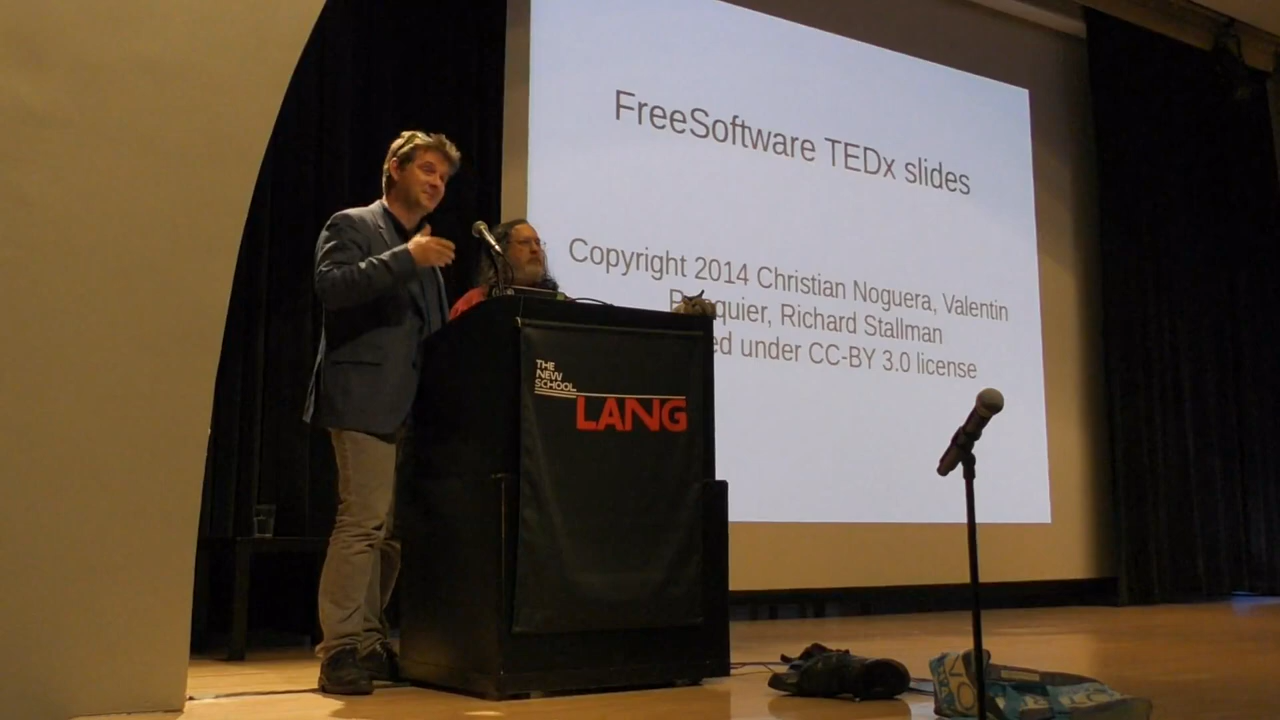 FreeSoftware TEDx slides
Copyright 2014 Christian Noguera, Valentin
Richard Stallman
under CC-BY 3.0 license
THE
NEW
SCHOOL
LANG